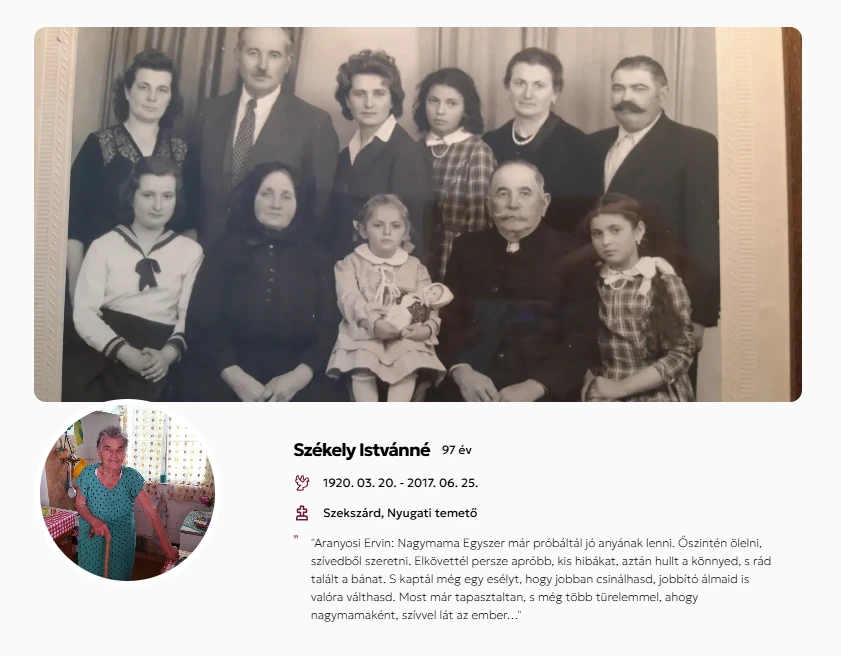 Székely Istvánné 97 év
1920. 03. 20. - 2017. 06. 25.
Szekszárd, Nyugati temető
" "Aranyosi Ervin: Nagymama Egyszer már próbáltál jó anyának lenni. Őszintén ölelni,
szívedből szeretni. Elkövettél persze apróbb, kis hibákat, aztán hullt a könnyed, s rád
talált a bánat. S kaptál még egy esélyt, hogy jobban csinálhasd, jobbító álmaid is
valóra válthasd. Most már tapasztaltan, s még több türelemmel, ahogy
nagymamaként, szívvel lát az ember..."